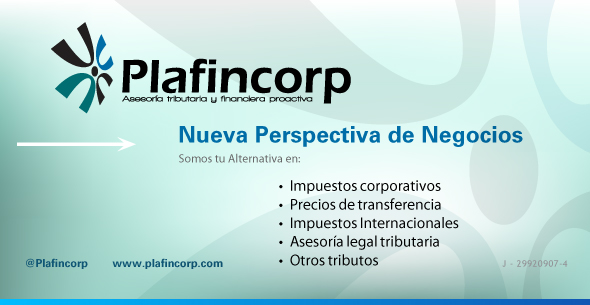 Plafincorp
Asesoría tributaria y financiera proactiva
Nueva Perspectiva de Negocios
Somos tu Alternativa en:
• Impuestos corporativos
• Precios de transferencia
• Impuestos Internacionales
• Asesoría legal tributaria
• Otros tributos
@Plafincorp www.plafincorp.com J - 29920907-4